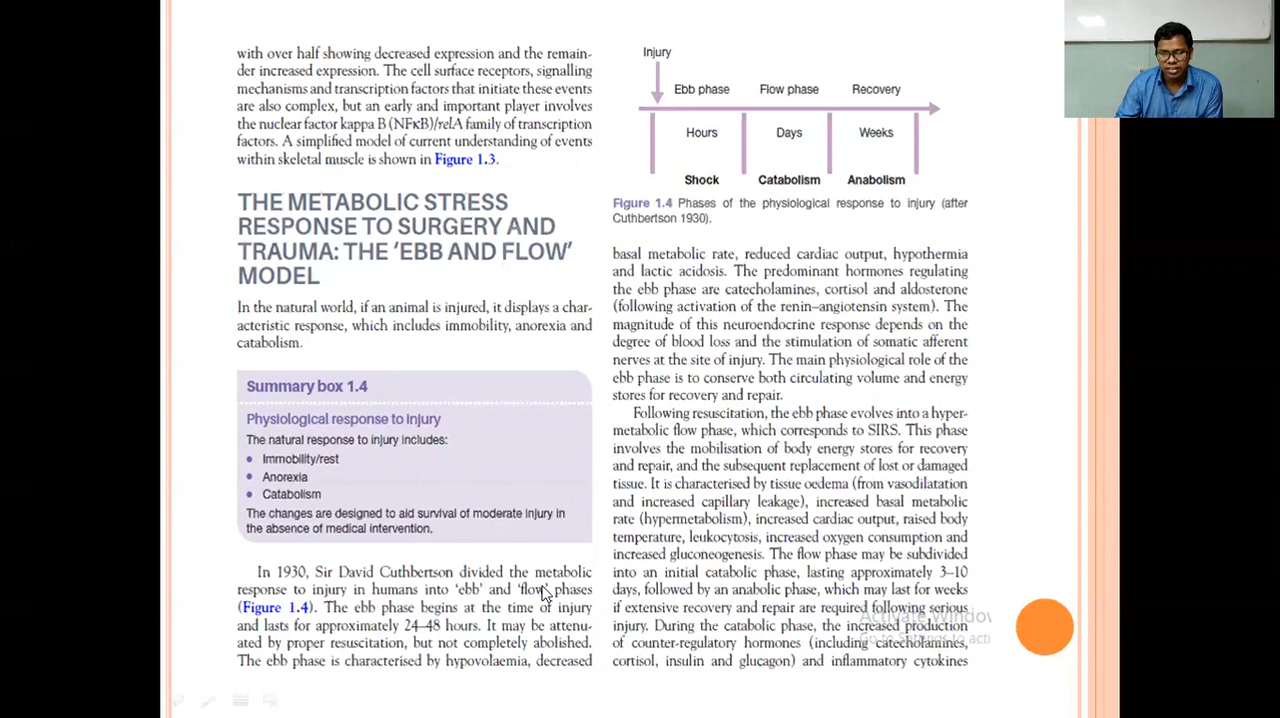 with over half showing decreased expression and the remain-
der increased expression. The cell surface receptors, signalling
mechanisms and transcription factors that initiate these events
are also complex, but an early and important player involves
the nuclear factor kappa B (NFκB)/relA family of transcription
factors. A simplified model of current understanding of events
within skeletal muscle is shown in Figure 1.3.
THE METABOLIC STRESS
RESPONSE TO SURGERY AND
TRAUMA: THE ‘EBB AND FLOW’
MODEL
In the natural world, if an animal is injured, it displays a char-
acteristic response, which includes immobility, anorexia and
catabolism.
Summary box 1.4
Physiological response to injury
The natural response to injury includes:
Immobility/rest
Anorexia
Catabolism
The changes are designed to aid survival of moderate injury in
the absence of medical intervention.
In 1930, Sir David Cuthbertson divided the metabolic
response to injury in humans into ‘ebb’ and ‘flow’ phases
(Figure 1.4). The ebb phase begins at the time of injury
and lasts for approximately 24–48 hours. It may be attenu-
ated by proper resuscitation, but not completely abolished.
The ebb phase is characterised by hypovolaemia, decreased
Injury
Ebb phase Flow phase Recovery
Hours Days Weeks
Shock Catabolism Anabolism
Figure 1.4 Phases of the physiological response to injury (after
Cuthbertson 1930).
basal metabolic rate, reduced cardiac output, hypothermia
and lactic acidosis. The predominant hormones regulating
the ebb phase are catecholamines, cortisol and aldosterone
(following activation of the renin–angiotensin system). The
magnitude of this neuroendocrine response depends on the
degree of blood loss and the stimulation of somatic afferent
nerves at the site of injury. The main physiological role of the
ebb phase is to conserve both circulating volume and energy
stores for recovery and repair.
Following resuscitation, the ebb phase evolves into a hyper-
metabolic flow phase, which corresponds to SIRS. This phase
involves the mobilisation of body energy stores for recovery
and repair, and the subsequent replacement of lost or damaged
tissue. It is characterised by tissue oedema (from vasodilatation
and increased capillary leakage), increased basal metabolic
rate (hypermetabolism), increased cardiac output, raised body
temperature, leukocytosis, increased oxygen consumption and
increased gluconeogenesis. The flow phase may be subdivided
into an initial catabolic phase, lasting approximately 3–10
days, followed by an anabolic phase, which may last for weeks
if extensive recovery and repair are required following serious
injury. During the catabolic phase, the increased production
of counter-regulatory hormones (including catecholamines,
cortisol, insulin and glucagon) and inflammatory cytokines
Activate Window
Go to Settings to acti